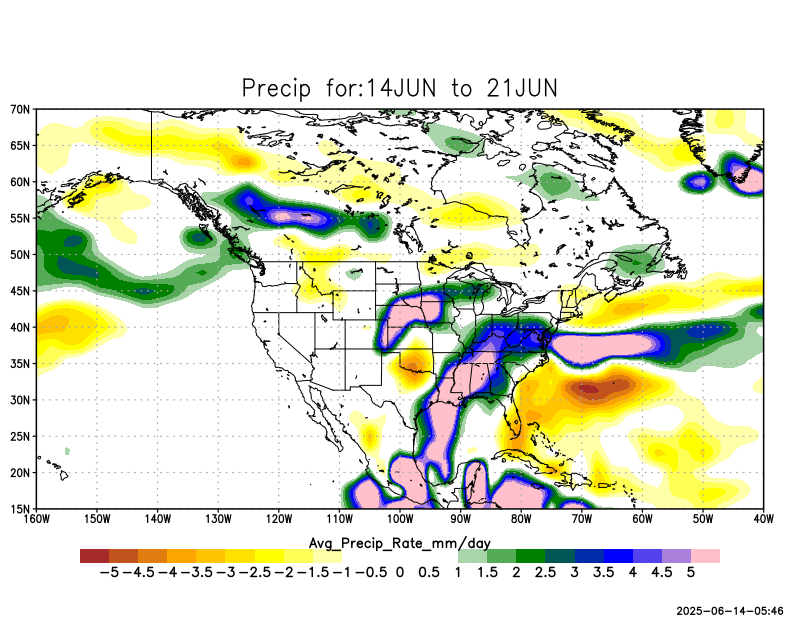 Precip for:14JUN to 21JUN
70N
65N
60N
55N
50N
45N
40N
35N
30N
25N
20N
15N
160W 150W 140W 130W 120W 110W 100W 90W 80W 70W 60W 50W 40W
Avg_Precip_Rate_mm/day
-5 -4.5 -4 -3.5 -3 -2.5 -2 -1.5 -1 -0.5 0 0.5 1 1.5 2 2.5 3 3.5 4 4.5 5
2025-06-14-05:46